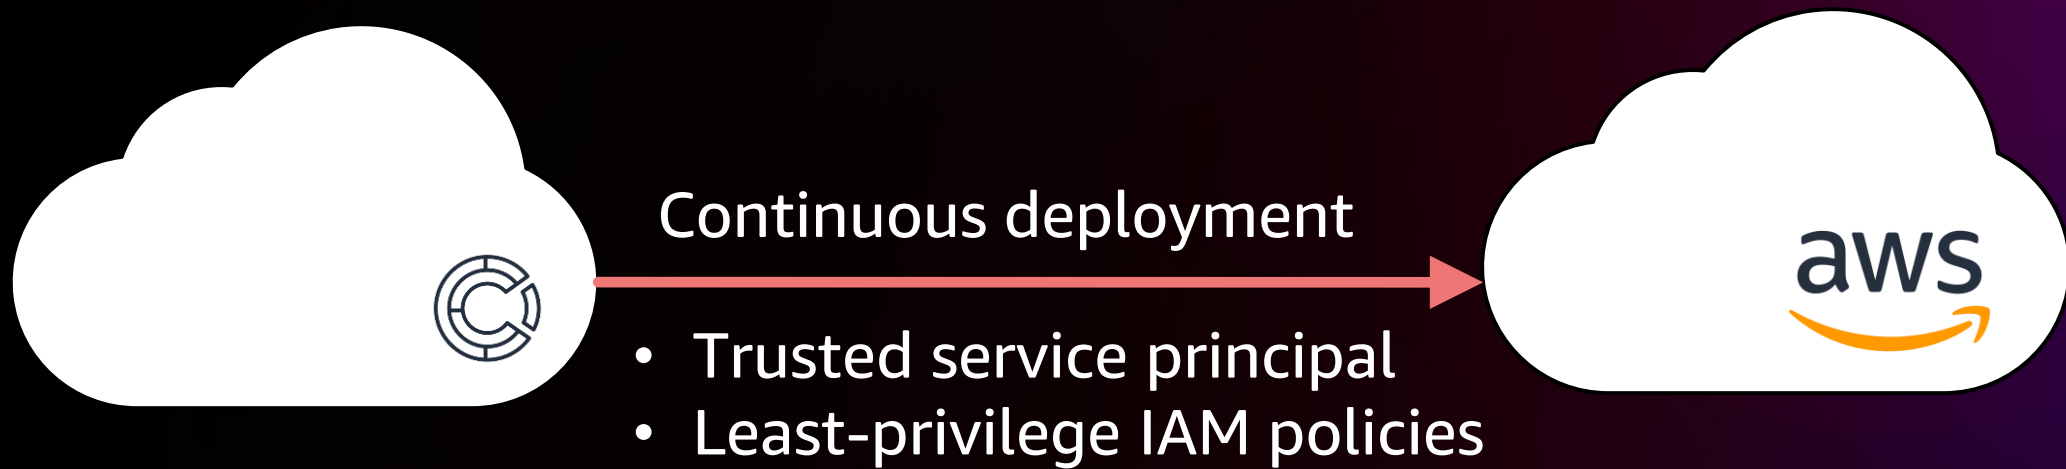 Continuous deployment
aws
• Trusted service principal
• Least-privilege IAM policies